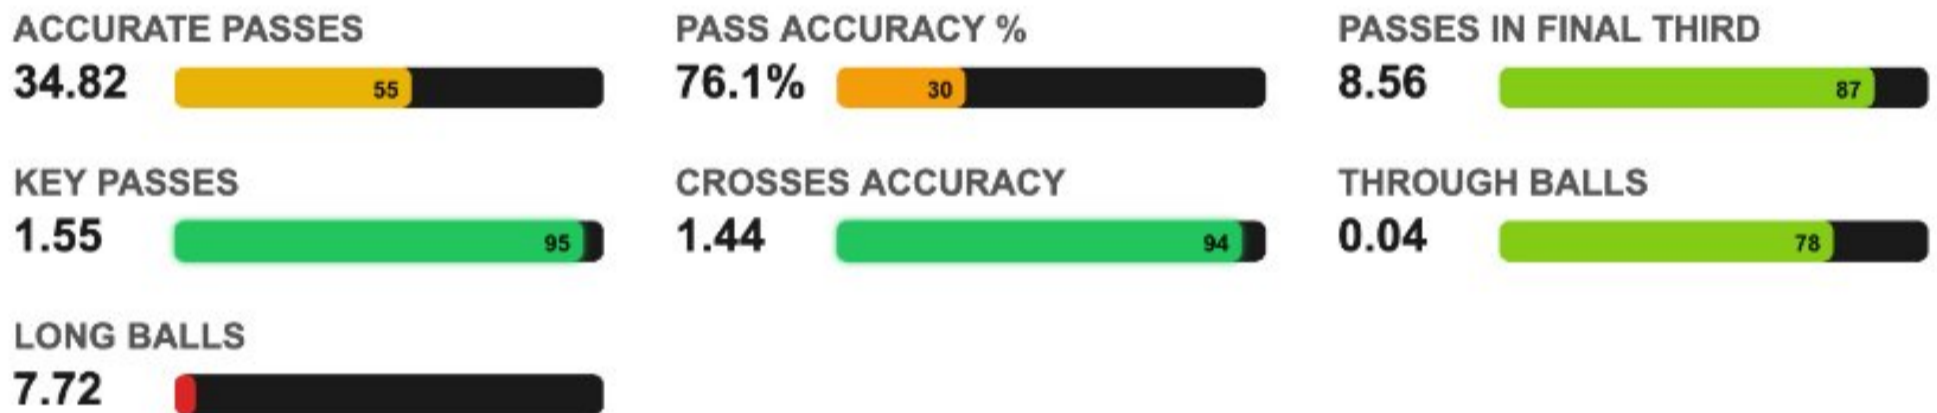 ACCURATE PASSES
34.82 55
PASS ACCURACY %
76.1% 30
PASSES IN FINAL THIRD
8.56 87
KEY PASSES
1.55 95
CROSSES ACCURACY
1.44 94
THROUGH BALLS
0.04 78
LONG BALLS
7.72